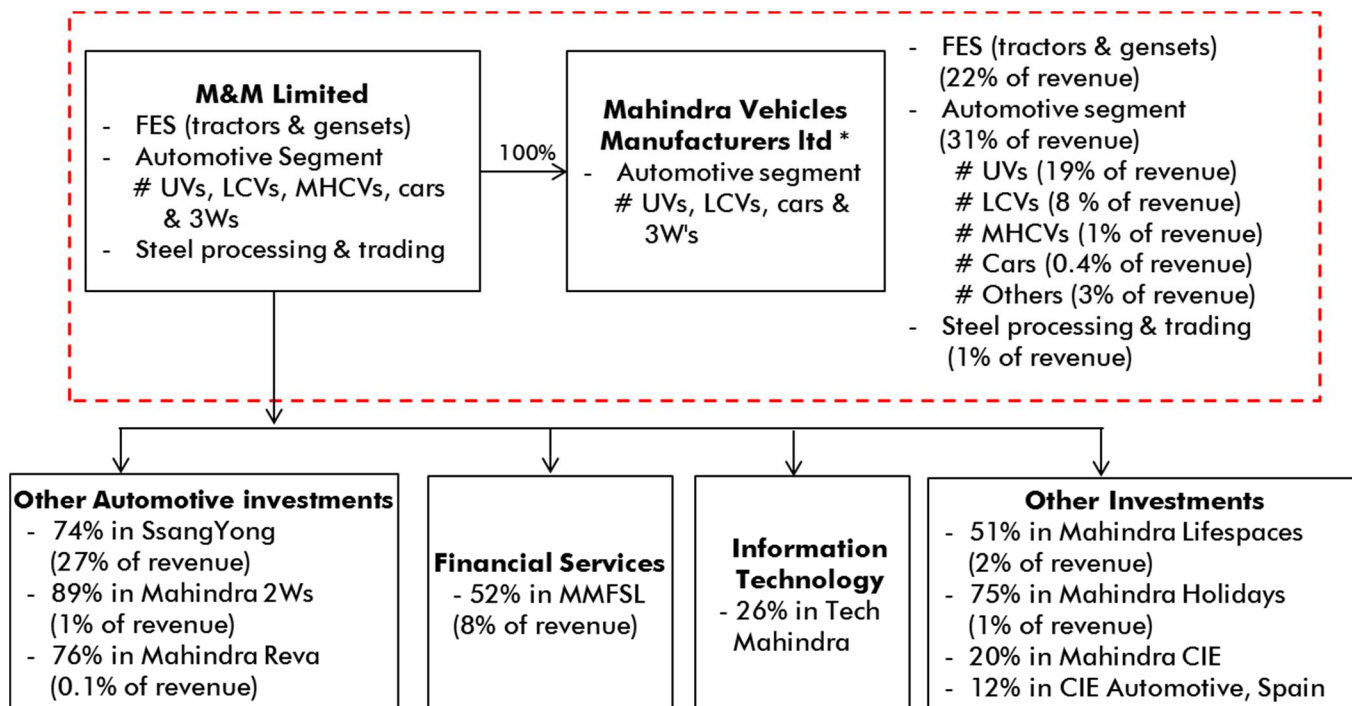 M&M Limited
- FES (tractors & gensets)
- Automotive Segment
# UVs, LCVs, MHCVs, cars
& 3Ws
- Steel processing & trading
100%
Mahindra Vehicles
Manufacturers ltd *
- Automotive segment
# UVs, LCVs, cars &
3W's
- FES (tractors & gensets)
(22% of revenue)
- Automotive segment
(31% of revenue)
# UVs (19% of revenue)
# LCVs (8 % of revenue)
# MHCVs (1% of revenue)
# Cars (0.4% of revenue)
# Others (3% of revenue)
- Steel processing & trading
(1% of revenue)
Other Automotive investments
- 74% in SsangYong
(27% of revenue)
- 89% in Mahindra 2Ws
(1% of revenue)
- 76% in Mahindra Reva
(0.1% of revenue)
Financial Services
- 52% in MMFSL
(8% of revenue)
Information
Technology
- 26% in Tech
Mahindra
Other Investments
- 51% in Mahindra Lifespaces
(2% of revenue)
- 75% in Mahindra Holidays
(1% of revenue)
- 20% in Mahindra CIE
- 12% in CIE Automotive, Spain